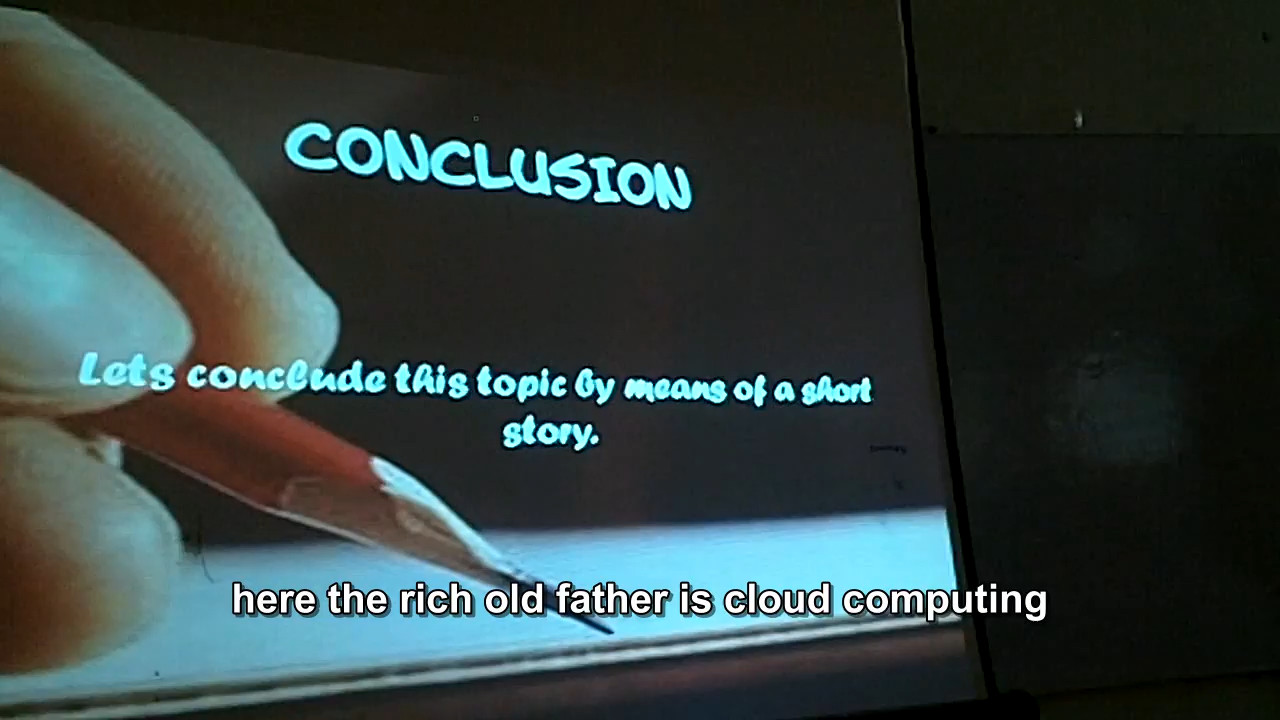 CONCLUSION
Lets conclude this topic by means of a short
story.
here the rich old father is cloud computing